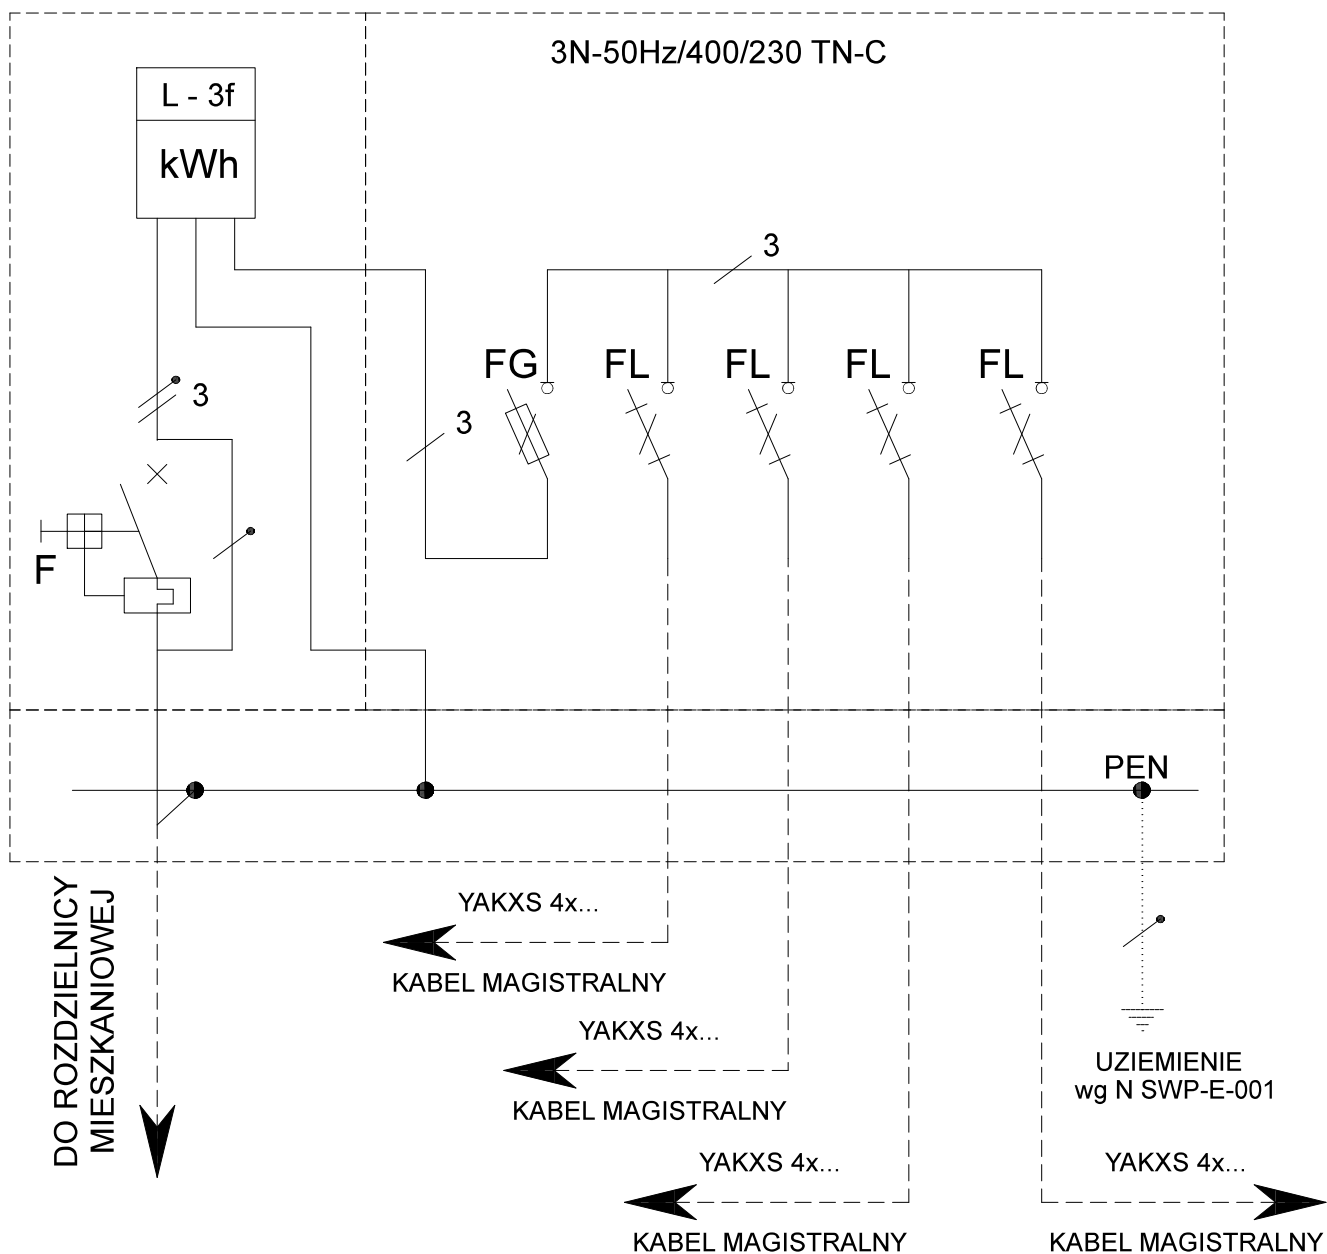 3N-50Hz/400/230 TN-C
L - 3f
kWh
3
FG
FL
FL
FL
FL
3
3
F
PEN
DO ROZDZIELNICY
MIESZKANIOWEJ
YAKXS 4x...
KABEL MAGISTRALNY
YAKXS 4x...
KABEL MAGISTRALNY
UZIEMIENIE
wg N SWP-E-001
YAKXS 4x...
KABEL MAGISTRALNY
YAKXS 4x...
KABEL MAGISTRALNY